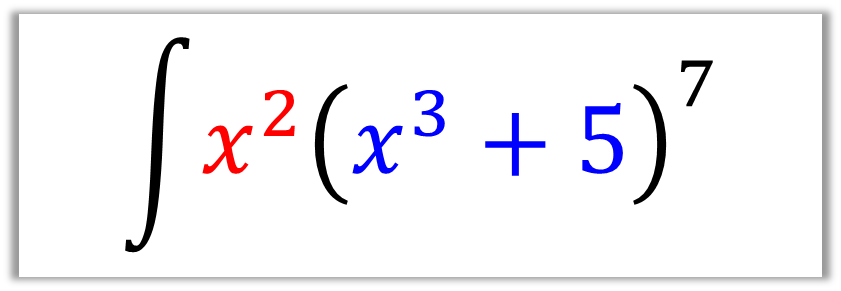 ∫ x²(x³ + 5)⁷